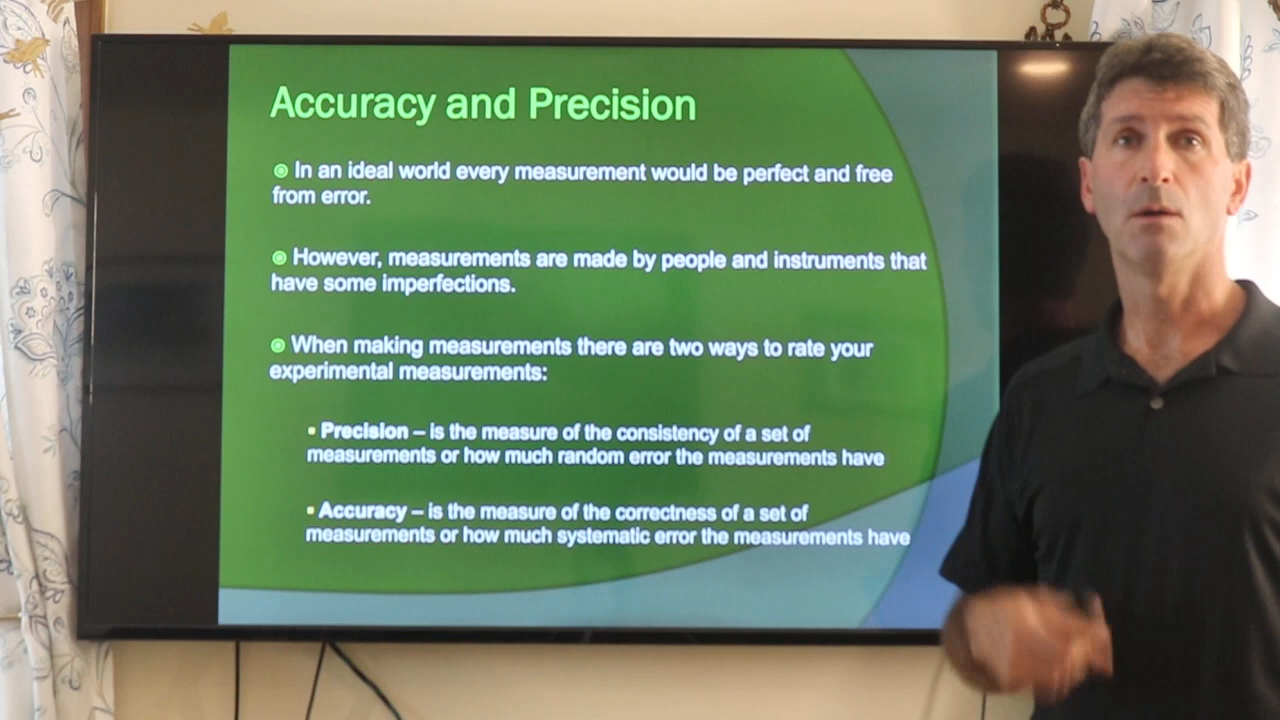 Accuracy and Precision
In an ideal world every measurement would be perfect and free
from error.
However, measurements are made by people and instruments that
have some imperfections.
When making measurements there are two ways to rate your
experimental measurements:
▪ Precision – is the measure of the consistency of a set of
measurements or how much random error the measurements have
▪ Accuracy – is the measure of the correctness of a set of
measurements or how much systematic error the measurements have